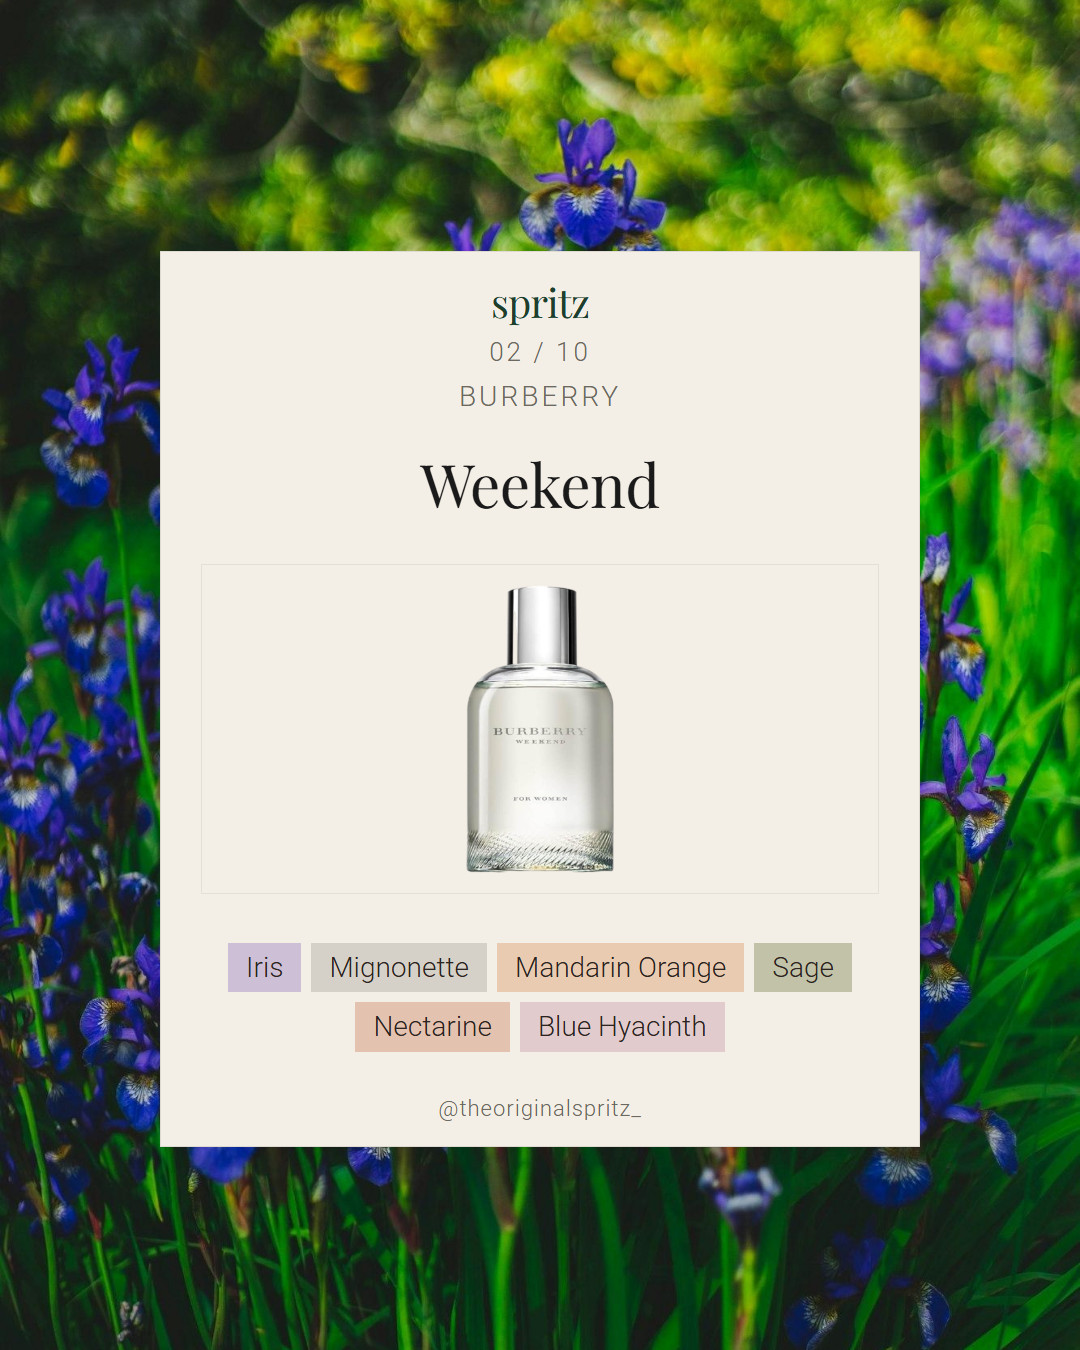 spritz
02 / 10
BURBERRY
Weekend
BURBERRY
WEEKEND
FOR WOMEN
Iris Mignonette Mandarin Orange Sage
Nectarine Blue Hyacinth
@theoriginalspritz_